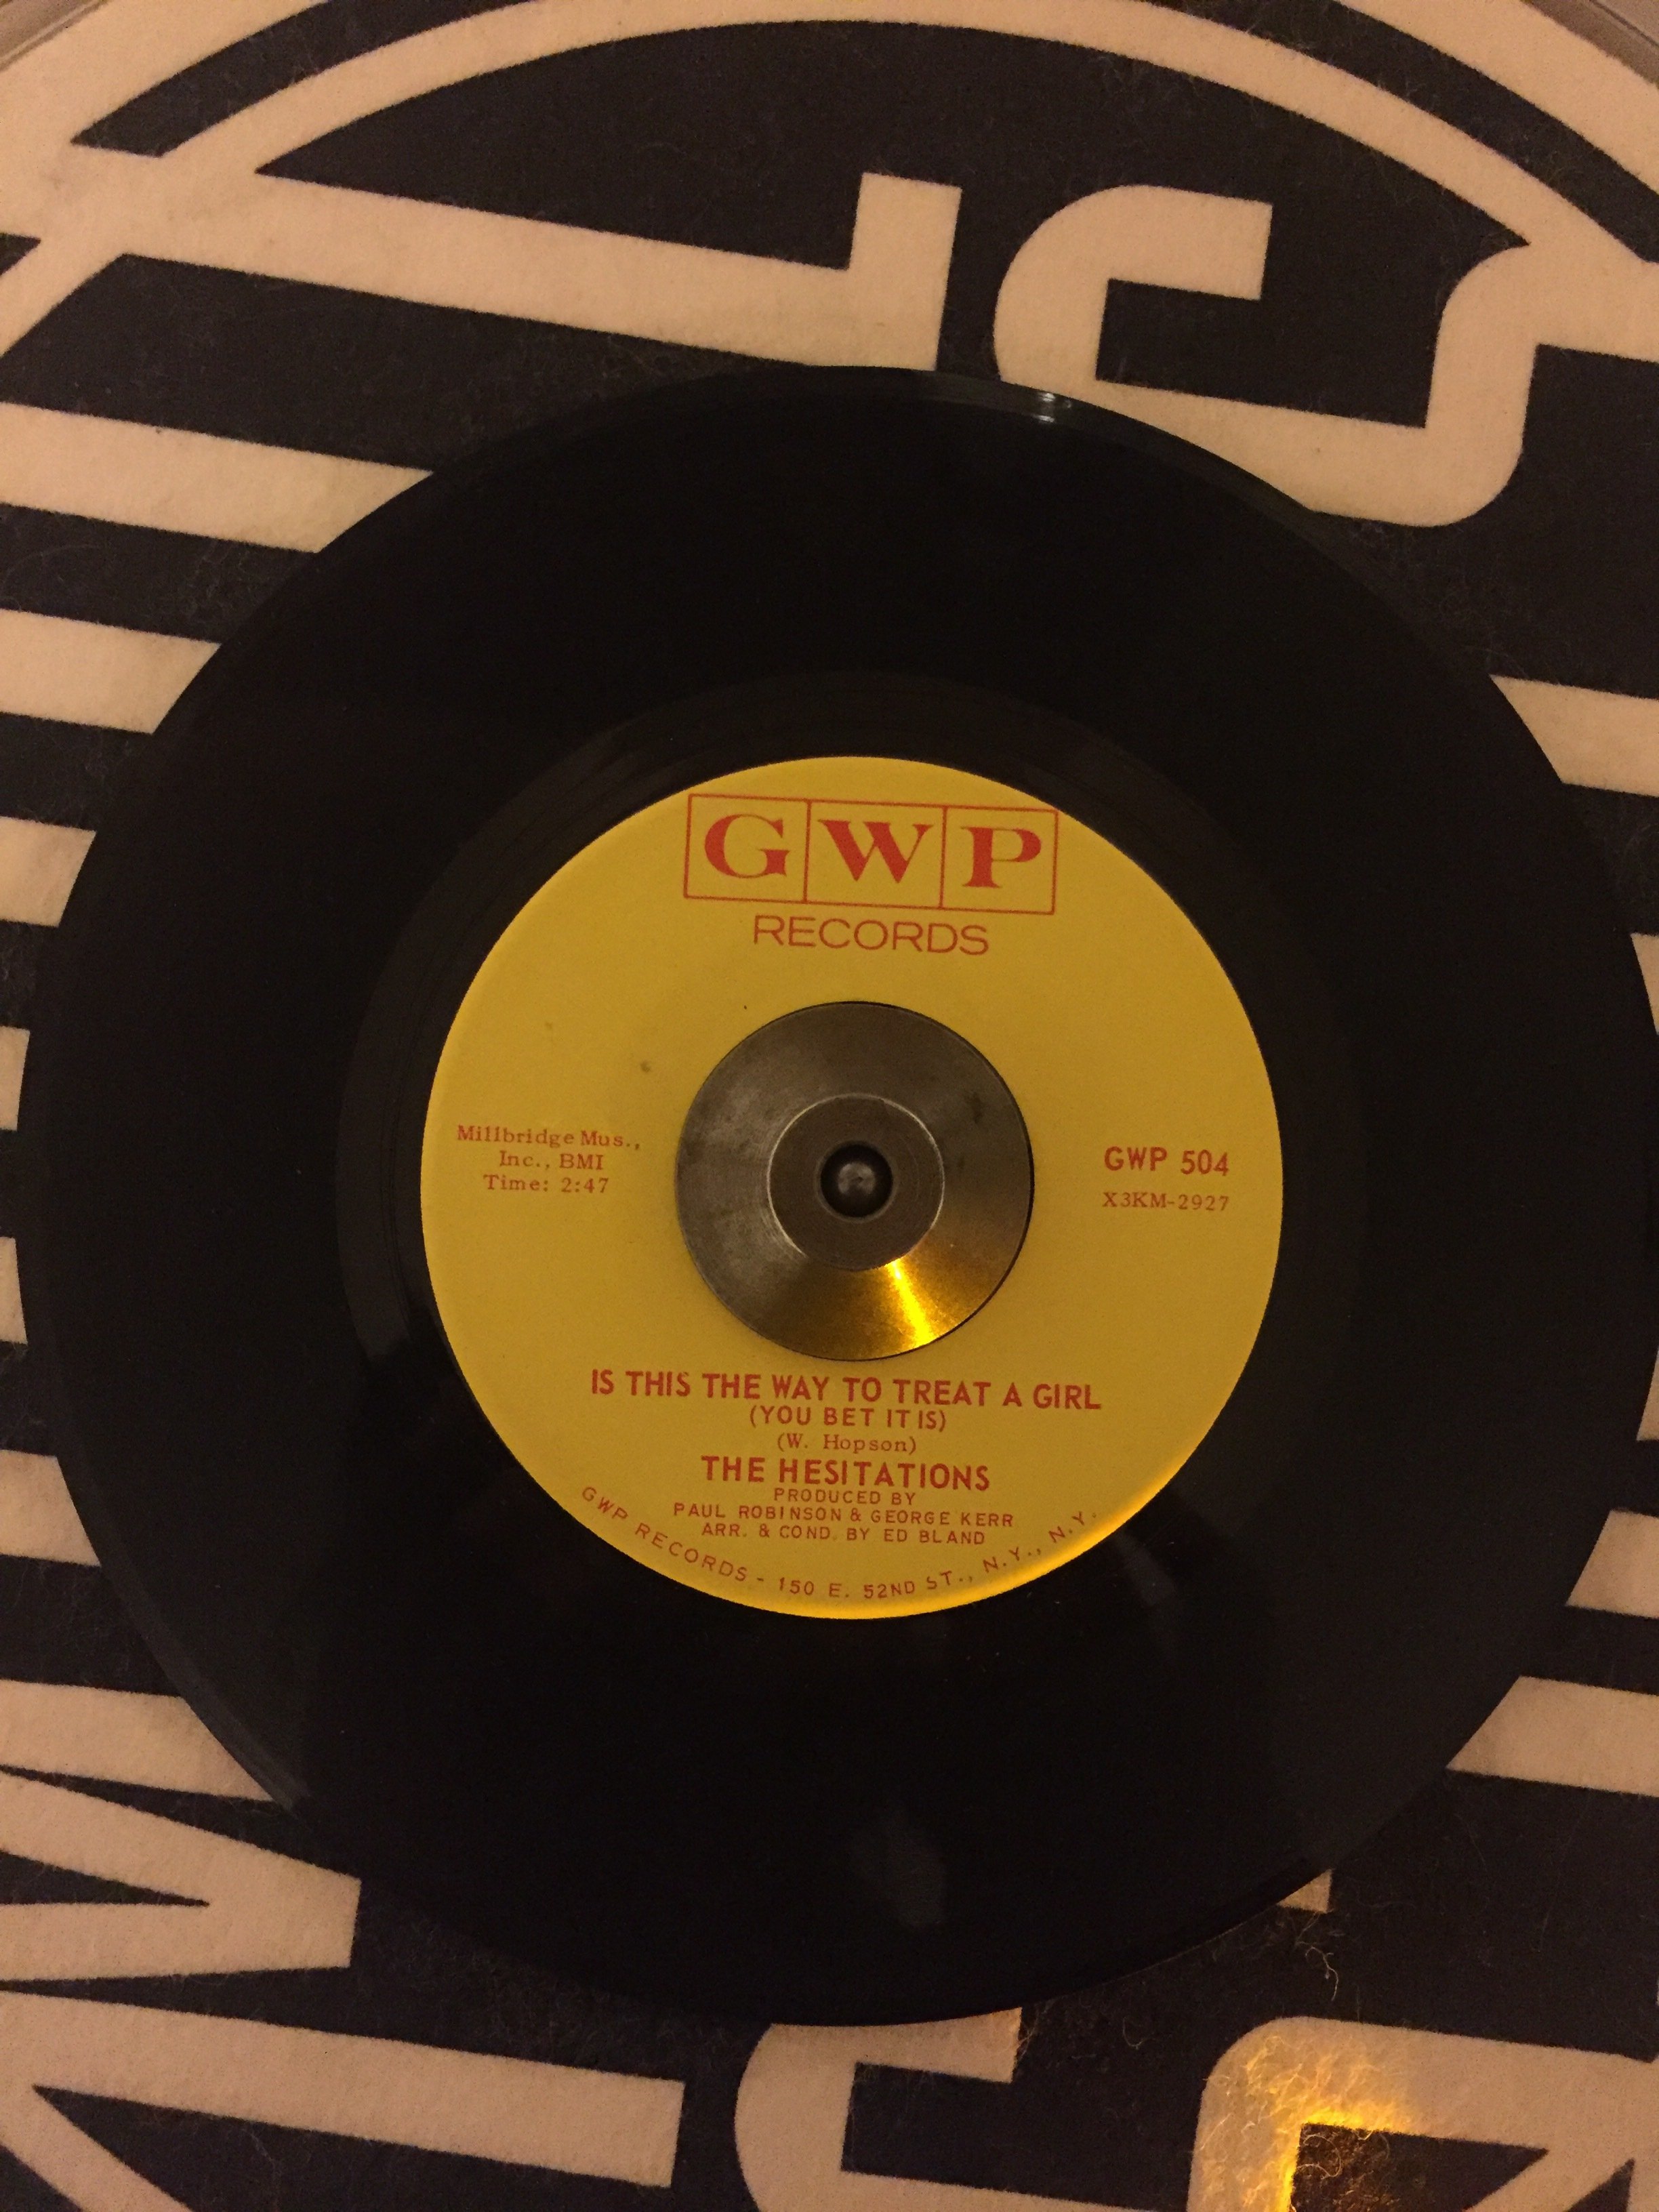 GWP
RECORDS
Millbridge Mus.,
Inc., BMI
Time: 2:47
GWP 504
X3KM-2927
IS THIS THE WAY TO TREAT A GIRL
(YOU BET IT IS)
(W. Hopson)
THE HESITATIONS
PRODUCED BY
PAUL ROBINSON & GEORGE KERR
ARR. & COND. BY ED BLAND
GWP RECORDS - 150 E. 52ND ST., N.Y., N.Y.